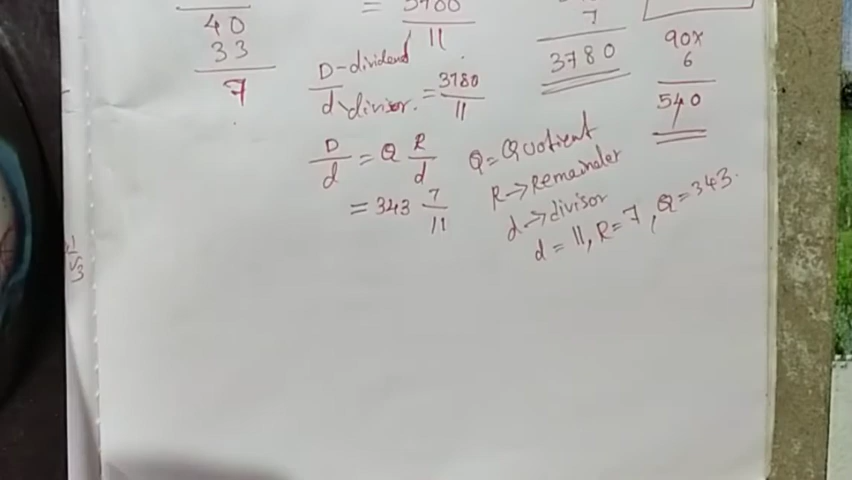 40
33
7
= 3780
11
D-dividend
d divisor. = 3780
11
D/d = Q R/d
= 343 7/11
7
3780
90x
6
540
Q = Quotient
R → Remainder
d → divisor
d = 11, R = 7, Q = 343.